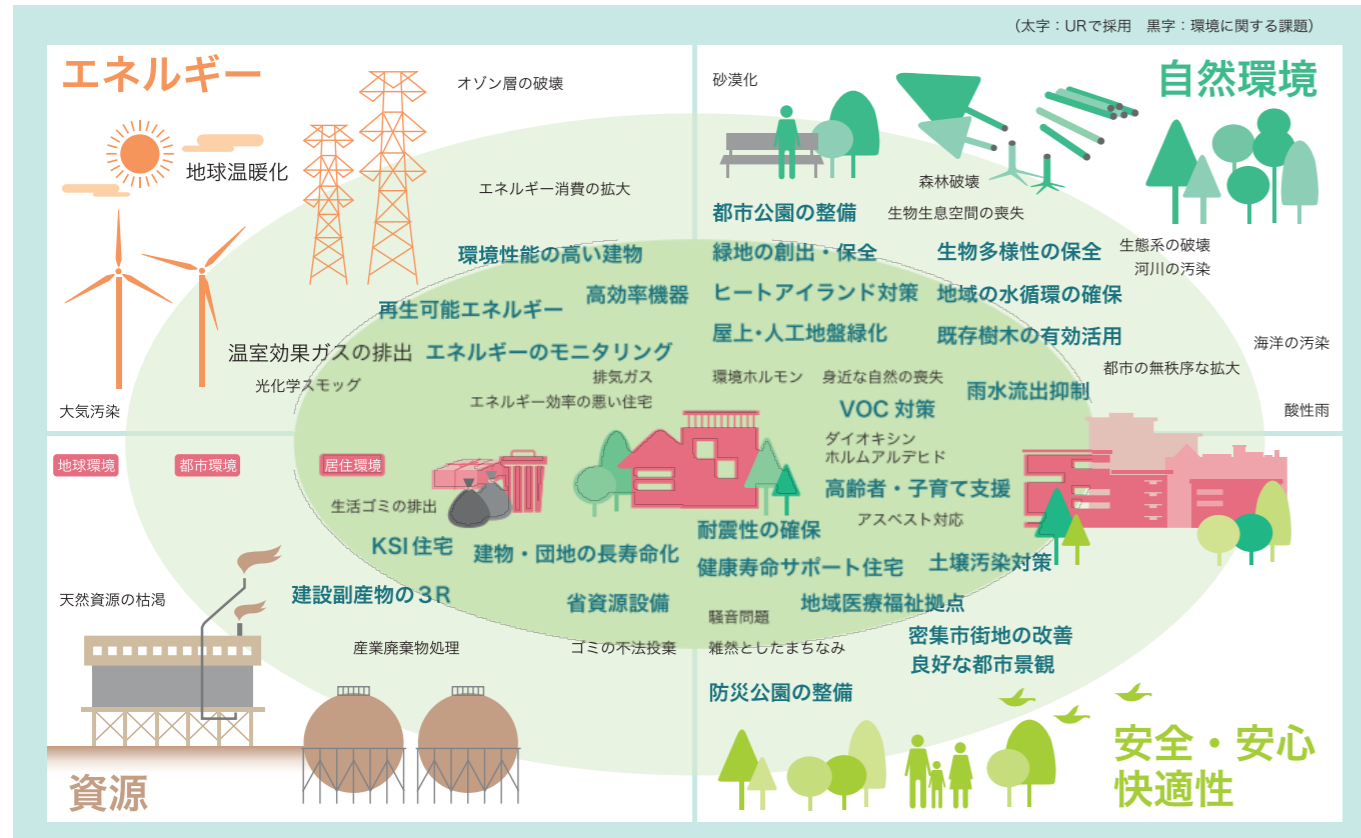 （太字：URで採用　黒字：環境に関する課題）
エネルギー
オゾン層の破壊
地球温暖化
エネルギー消費の拡大
環境性能の高い建物
高効率機器
再生可能エネルギー
温室効果ガスの排出
エネルギーのモニタリング
光化学スモッグ
排気ガス
エネルギー効率の悪い住宅
大気汚染
自然環境
砂漠化
森林破壊
都市公園の整備
生物生息空間の喪失
緑地の創出・保全
生物多様性の保全
生態系の破壊
河川の汚染
ヒートアイランド対策
地域の水循環の確保
屋上・人工地盤緑化
既存樹木の有効活用
海洋の汚染
都市の無秩序な拡大
環境ホルモン
身近な自然の喪失
雨水流出抑制
酸性雨
VOC 対策
地球環境
都市環境
居住環境
生活ゴミの排出
KSI 住宅
建物・団地の長寿命化
天然資源の枯渇
建設副産物の３R
省資源設備
産業廃棄物処理
ゴミの不法投棄
資源
ダイオキシン
ホルムアルデヒド
高齢者・子育て支援
アスベスト対応
耐震性の確保
健康寿命サポート住宅
土壌汚染対策
地域医療福祉拠点
騒音問題
密集市街地の改善
雑然としたまちなみ
良好な都市景観
防災公園の整備
安全・安心
快適性